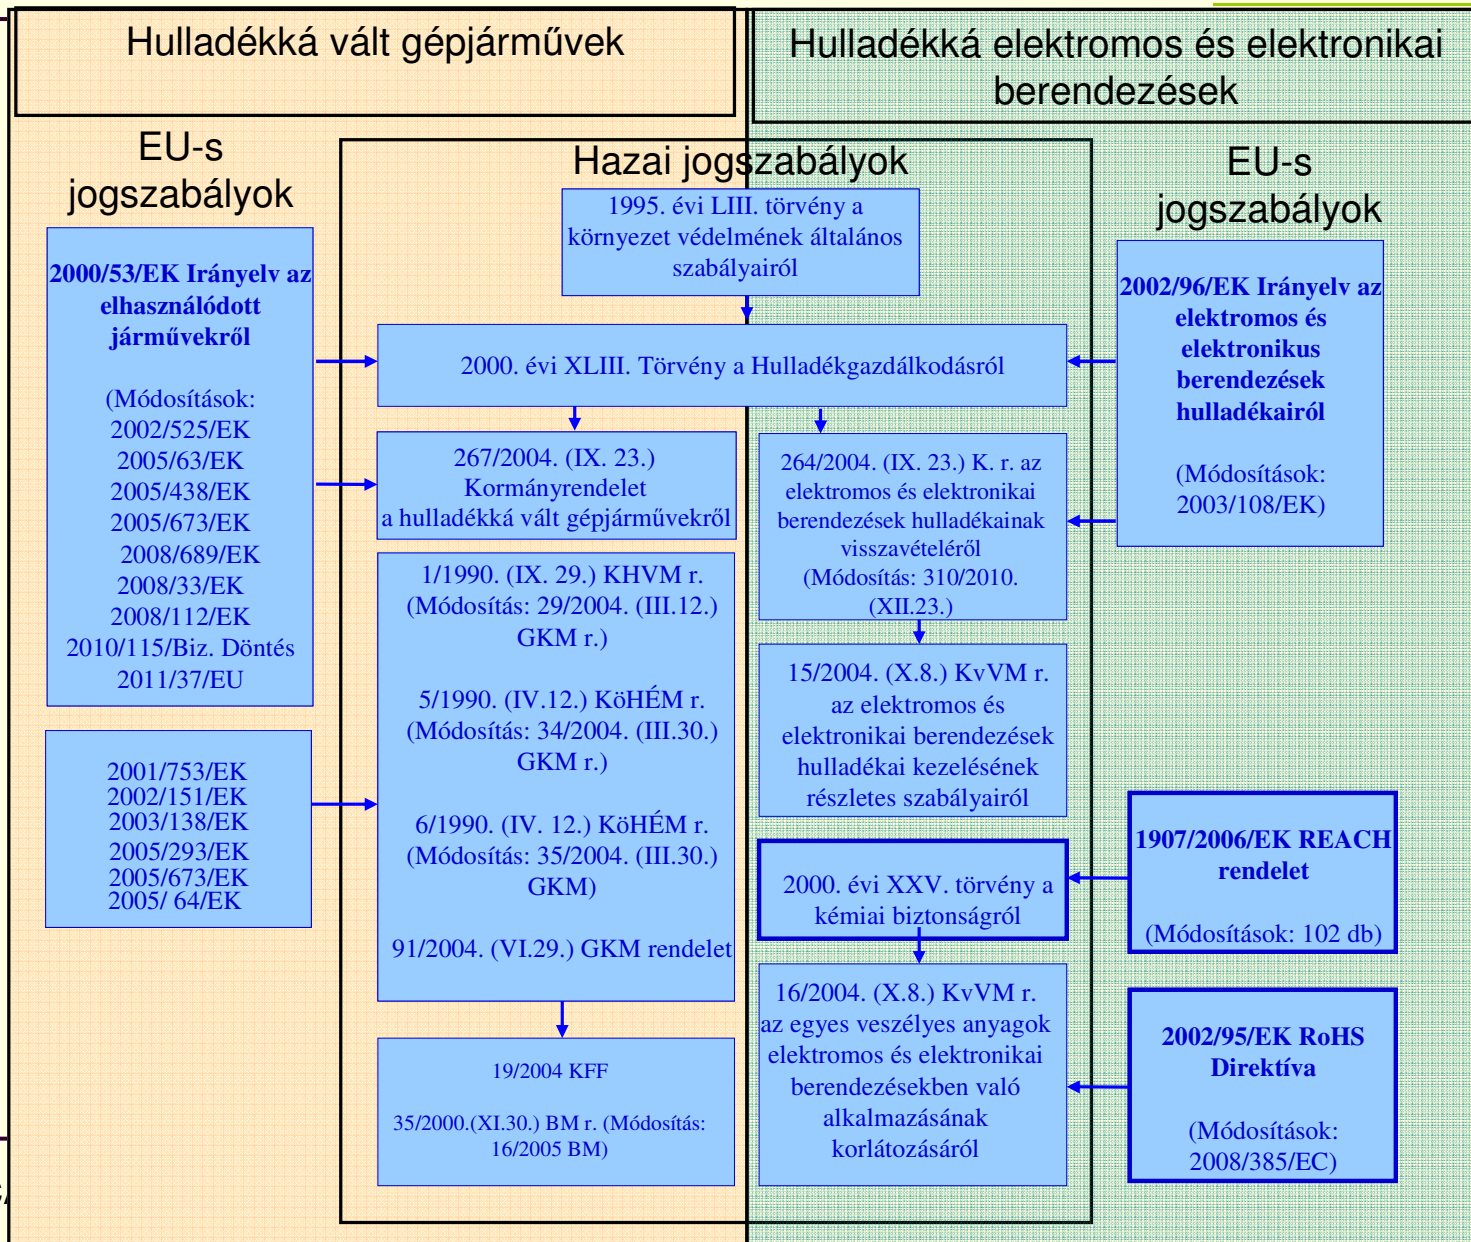 Hulladékká vált gépjárművek
Hulladékká elektromos és elektronikai
berendezések
EU-s
jogszabályok
2000/53/EK Irányelv az
elhasználódott
járművekről
(Módosítások:
2002/525/EK
2005/63/EK
2005/438/EK
2005/673/EK
2008/689/EK
2008/33/EK
2008/112/EK
2010/115/Biz. Döntés
2011/37/EU
2001/753/EK
2002/151/EK
2003/138/EK
2005/293/EK
2005/673/EK
2005/ 64/EK
Hazai jogszabályok
1995. évi LIII. törvény a
környezet védelmének általános
szabályairól
2000. évi XLIII. Törvény a Hulladékgazdálkodásról
267/2004. (IX. 23.)
Kormányrendelet
a hulladékká vált gépjárművekről
1/1990. (IX. 29.) KHVM r.
(Módosítás: 29/2004. (III.12.)
GKM r.)
5/1990. (IV.12.) KöHÉM r.
(Módosítás: 34/2004. (III.30.)
GKM r.)
6/1990. (IV. 12.) KöHÉM r.
(Módosítás: 35/2004. (III.30.)
GKM)
91/2004. (VI.29.) GKM rendelet
19/2004 KFF
35/2000.(XI.30.) BM r. (Módosítás:
16/2005 BM)
264/2004. (IX. 23.) K. r. az
elektromos és elektronikai
berendezések hulladékainak
visszavételéről
(Módosítás: 310/2010.
(XII.23.)
15/2004. (X.8.) KvVM r.
az elektromos és
elektronikai berendezések
hulladékai kezelésének
részletes szabályairól
2000. évi XXV. törvény a
kémiai biztonságról
16/2004. (X.8.) KvVM r.
az egyes veszélyes anyagok
elektromos és elektronikai
berendezésekben való
alkalmazásának
korlátozásáról
EU-s
jogszabályok
2002/96/EK Irányelv az
elektromos és
elektronikus
berendezések
hulladékairól
(Módosítások:
2003/108/EK)
1907/2006/EK REACH
rendelet
(Módosítások: 102 db)
2002/95/EK RoHS
Direktíva
(Módosítások:
2008/385/EC)